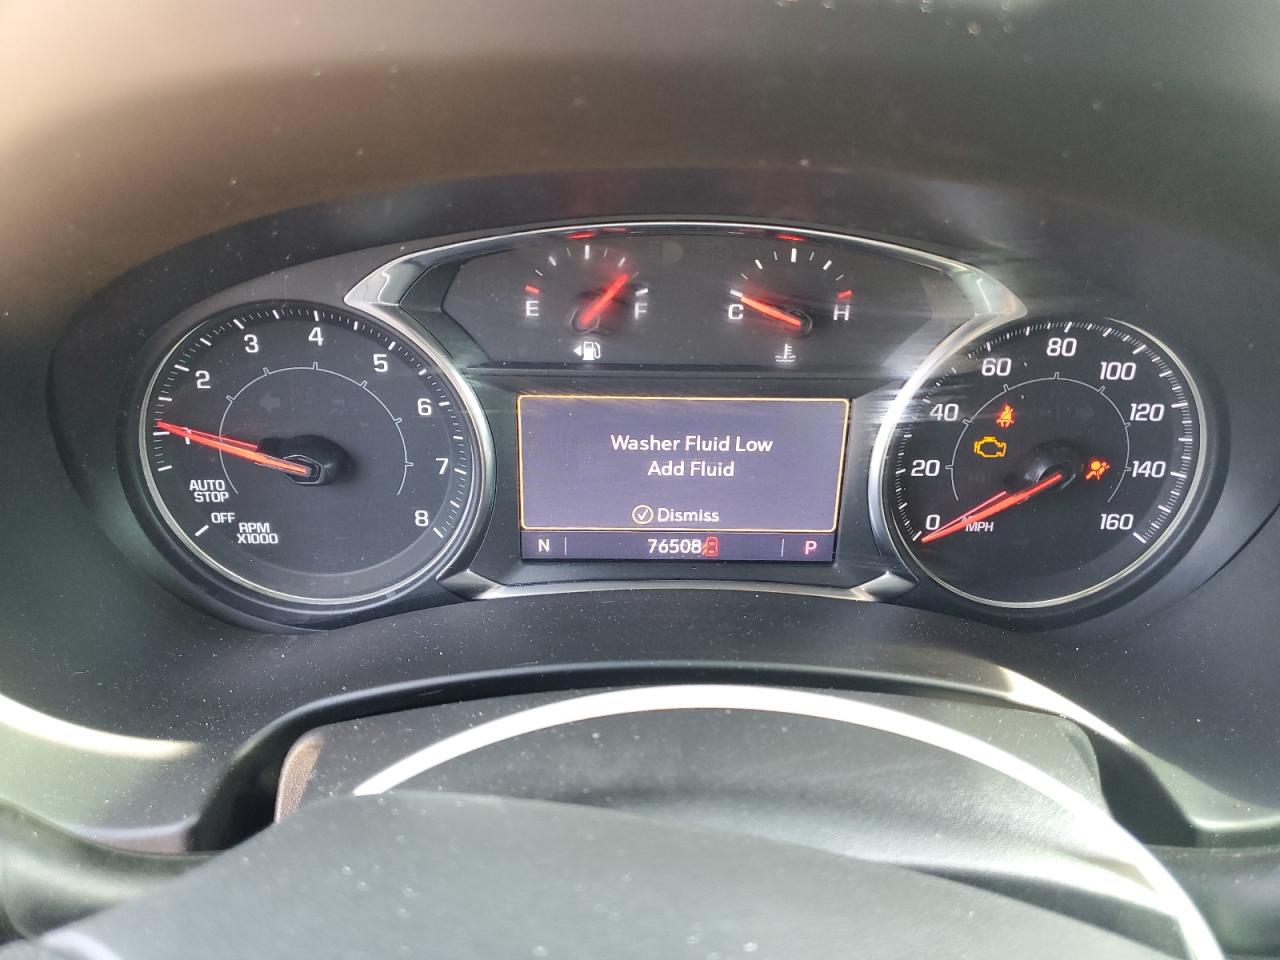 E F
C H
1 2 3 4 5 6 7 8
AUTO
STOP
OFF
RPM
X1000
Washer Fluid Low
Add Fluid
Dismiss
N 76508 P
0 20 40 60 80 100 120 140 160
MPH